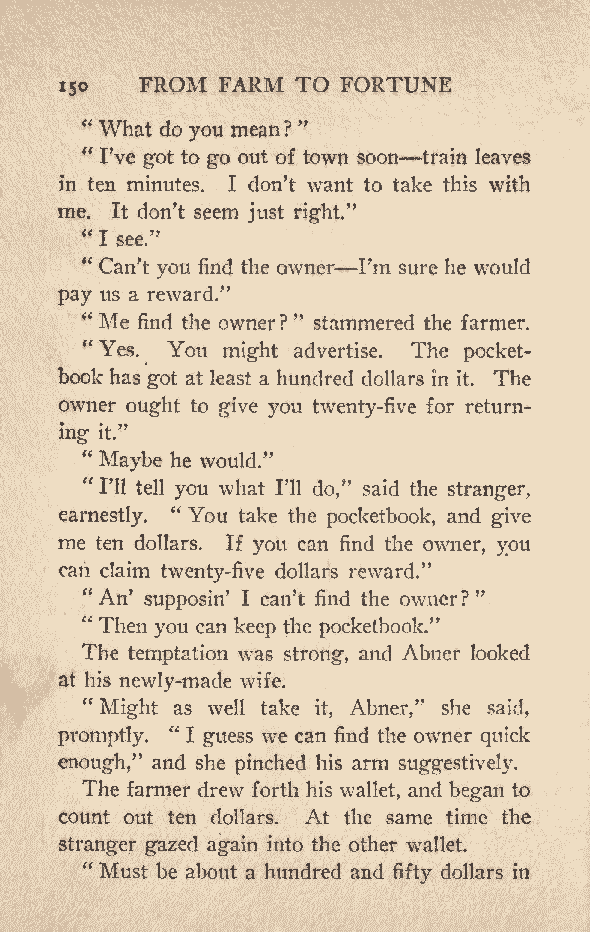 150 FROM FARM TO FORTUNE
“ What do you mean? ”
“ I’ve got to go out of town soon—train leaves
in ten minutes. I don’t want to take this with
me. It don’t seem just right.”
“ I see.”
“ Can’t you find the owner—I’m sure he would
pay us a reward.”
“ Me find the owner? ” stammered the farmer.
“ Yes. You might advertise. The pocket-
book has got at least a hundred dollars in it. The
owner ought to give you twenty-five for return-
ing it.”
“ Maybe he would.”
“ I’ll tell you what I’ll do,” said the stranger,
earnestly. “ You take the pocketbook, and give
me ten dollars. If you can find the owner, you
can claim twenty-five dollars reward.”
“ An’ supposin’ I can’t find the owner? ”
“ Then you can keep the pocketbook.”
The temptation was strong, and Abner looked
at his newly-made wife.
“ Might as well take it, Abner,” she said,
promptly. “ I guess we can find the owner quick
enough,” and she pinched his arm suggestively.
The farmer drew forth his wallet, and began to
count out ten dollars. At the same time the
stranger gazed again into the other wallet.
“ Must be about a hundred and fifty dollars in